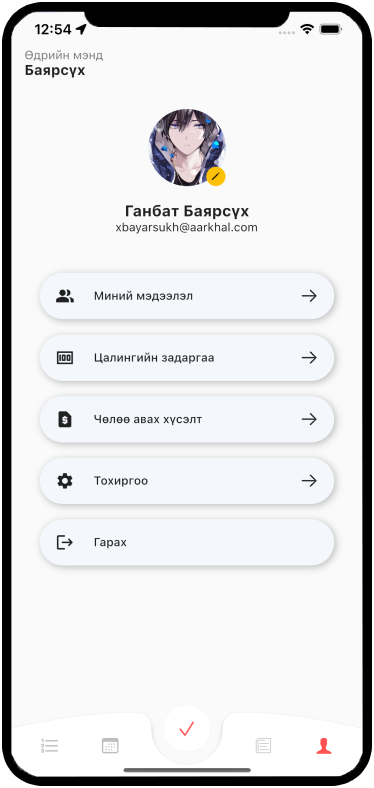 12:54
Өдрийн мэнд
Баярсүх
Ганбат Баярсүх
xbayarsukh@aarkhal.com
Миний мэдээлэл
Цалингийн задаргаа
Чөлөө авах хүсэлт
Тохиргоо
Гарах